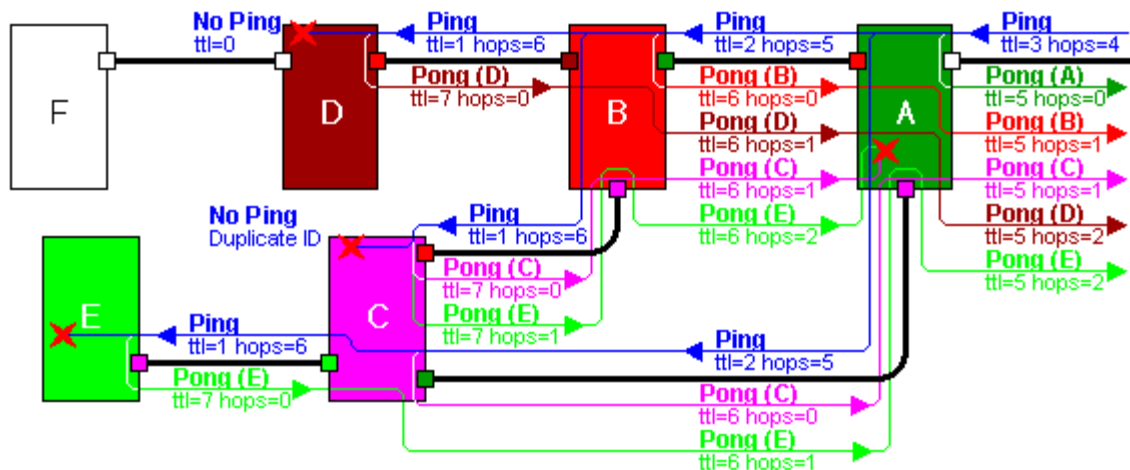 No Ping
ttl=0
Ping
ttl=1 hops=6
Ping
ttl=2 hops=5
Ping
ttl=3 hops=4
F
D
B
A
Pong (D)
ttl=7 hops=0
Pong (B)
ttl=6 hops=0
Pong (A)
ttl=5 hops=0
Pong (D)
ttl=6 hops=1
Pong (B)
ttl=5 hops=1
Pong (C)
ttl=6 hops=1
Pong (C)
ttl=5 hops=1
No Ping
Duplicate ID
Ping
ttl=1 hops=6
Pong (E)
ttl=6 hops=2
Pong (D)
ttl=5 hops=2
Pong (C)
ttl=7 hops=0
Pong (E)
ttl=5 hops=2
E
C
Pong (E)
ttl=7 hops=1
Ping
ttl=1 hops=6
Ping
ttl=2 hops=5
Pong (E)
ttl=7 hops=0
Pong (C)
ttl=6 hops=0
Pong (E)
ttl=6 hops=1